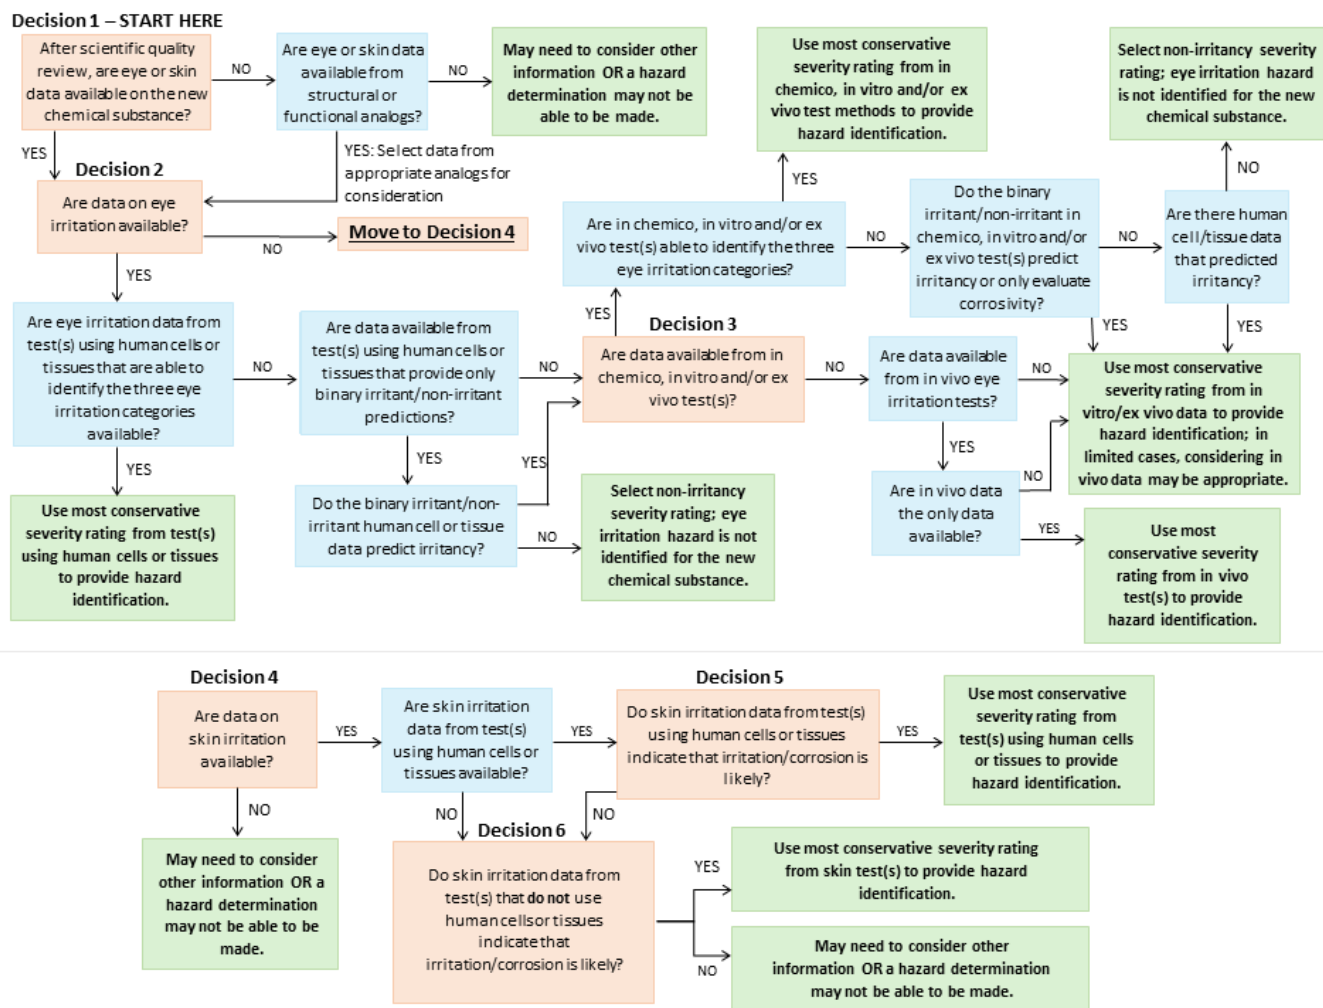 Decision 1 – START HERE
After scientific quality
review, are eye or skin
data available on the new
chemical substance?
NO
Are eye or skin data
available from
structural or
functional analogs?
NO
May need to consider other
information OR a hazard
determination may not be
able to be made.
Use most conservative
severity rating from in
chemico, in vitro and/or ex
vivo test methods to provide
hazard identification.
Select non-irritancy severity
rating; eye irritation hazard
is not identified for the new
chemical substance.
YES
YES: Select data from
appropriate analogs for
consideration
Decision 2
Are data on eye
irritation available?
NO
Move to Decision 4
YES
YES
NO
Are in chemico, in vitro and/or ex
vivo test(s) able to identify the three
eye irritation categories?
NO
Do the binary
irritant/non-irritant in
chemico, in vitro and/or
ex vivo test(s) predict
irritancy or only evaluate
corrosivity?
NO
Are there human
cell/tissue data
that predicted
irritancy?
YES
YES
YES
Are eye irritation data from
test(s) using human cells or
tissues that are able to
identify the three eye
irritation categories
available?
NO
Are data available from
test(s) using human cells or
tissues that provide only
binary irritant/non-irritant
predictions?
NO
Decision 3
Are data available from in
chemico, in vitro and/or ex
vivo test(s)?
NO
Are data available
from in vivo eye
irritation tests?
NO
Use most conservative
severity rating from in
vitro/ex vivo data to provide
hazard identification; in
limited cases, considering in
vivo data may be appropriate.
YES
YES
YES
YES
Use most conservative
severity rating from test(s)
using human cells or tissues
to provide hazard
identification.
Do the binary irritant/non-
irritant human cell or tissue
data predict irritancy?
NO
Select non-irritancy
severity rating; eye
irritation hazard is not
identified for the new
chemical substance.
Are in vivo data
the only data
available?
NO
YES
Use most
conservative severity
rating from in vivo
test(s) to provide
hazard identification.
Decision 4
Are data on
skin irritation
available?
YES
Are skin irritation
data from test(s)
using human cells or
tissues available?
YES
Decision 5
Do skin irritation data from test(s)
using human cells or tissues
indicate that irritation/corrosion is
likely?
YES
Use most conservative
severity rating from
test(s) using human cells
or tissues to provide
hazard identification.
NO
NO
NO
May need to consider
other information OR a
hazard determination
may not be able to be
made.
Decision 6
Do skin irritation data from
test(s) that do not use
human cells or tissues
indicate that
irritation/corrosion is likely?
YES
Use most conservative severity rating
from skin test(s) to provide hazard
identification.
NO
May need to consider other
information OR a hazard determination
may not be able to be made.